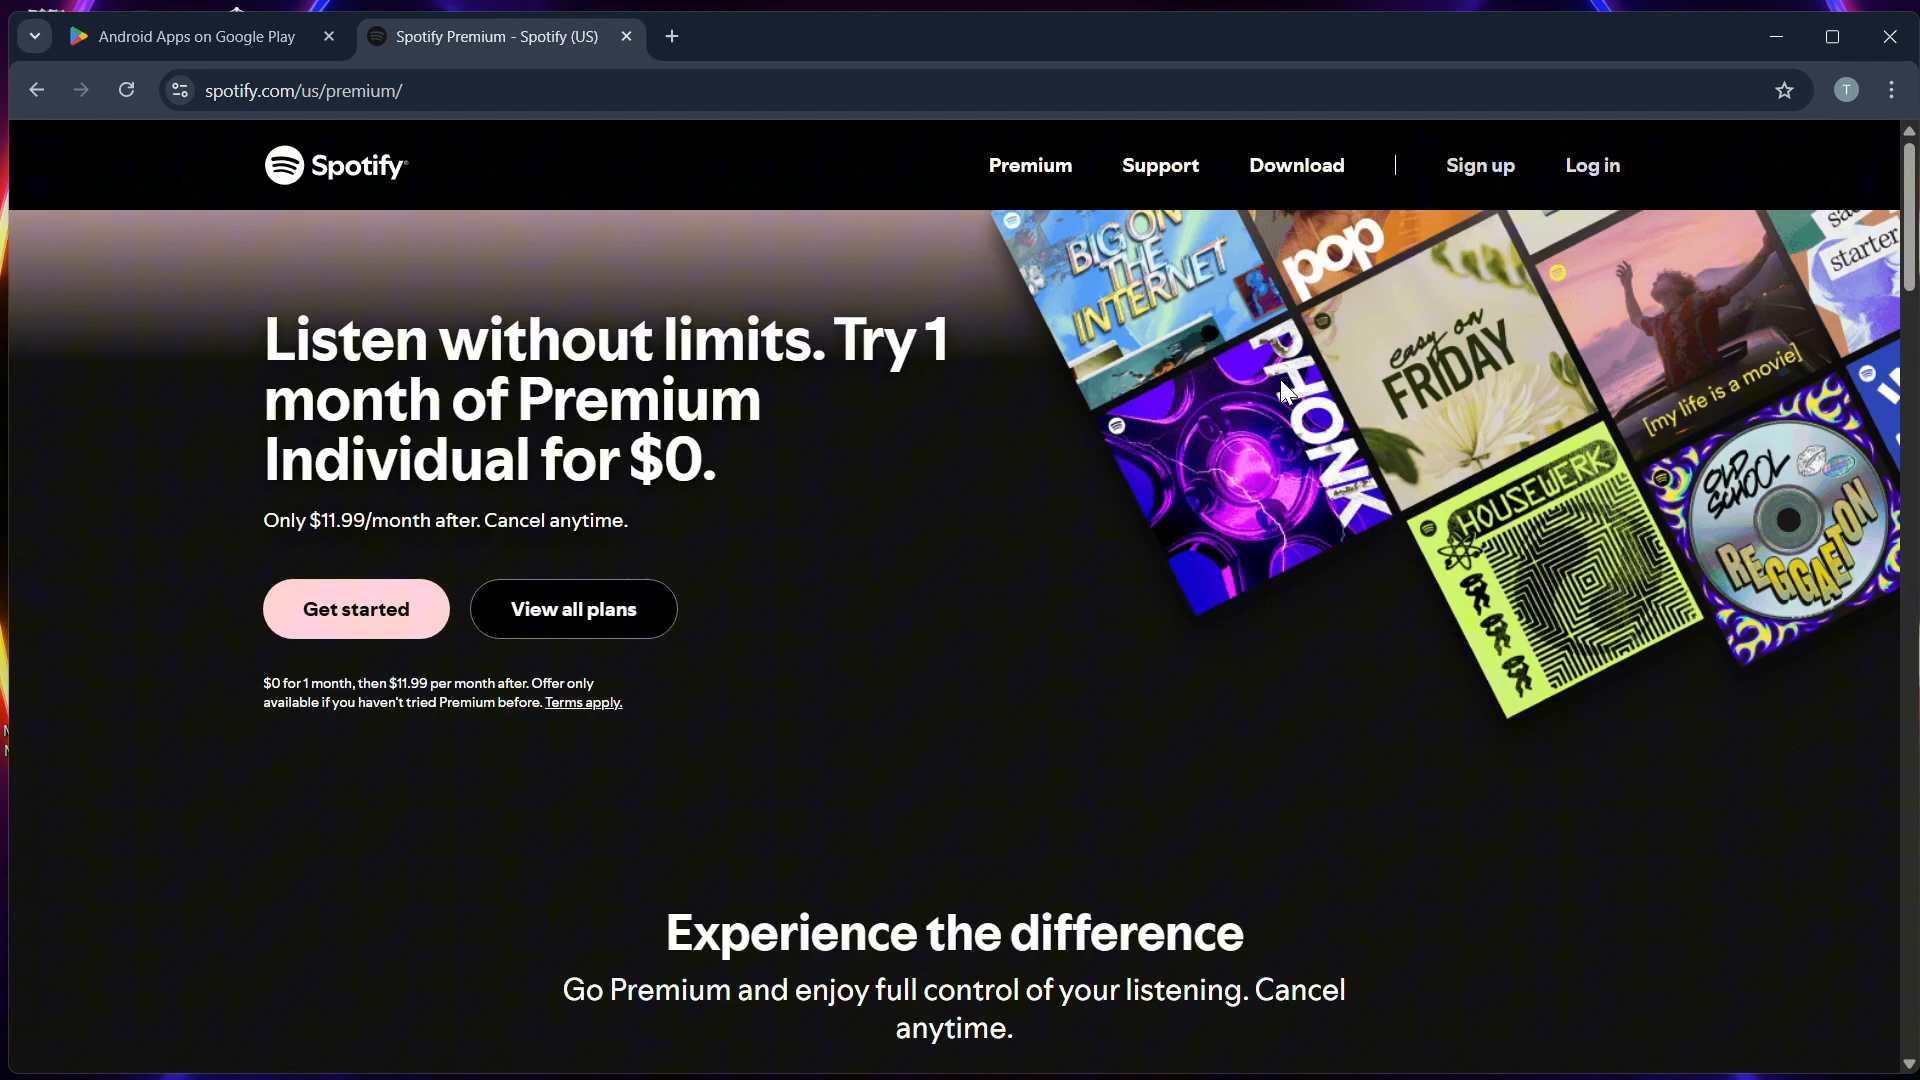 Android Apps on Google Play
Spotify Premium - Spotify (US)
spotify.com/us/premium/
T
Spotify
Premium
Support
Download
Sign up
Log in
Listen without limits. Try 1
month of Premium
Individual for $0.
Only $11.99/month after. Cancel anytime.
Get started
View all plans
$0 for 1 month, then $11.99 per month after. Offer only
available if you haven't tried Premium before. Terms apply.
BIG ON
THE
INTERNET
pop
easy on
FRIDAY
[my life is a movie]
starter
PHONK
HOUSEWERK
OLD
SCHOOL
REGGAETON
Experience the difference
Go Premium and enjoy full control of your listening. Cancel
anytime.